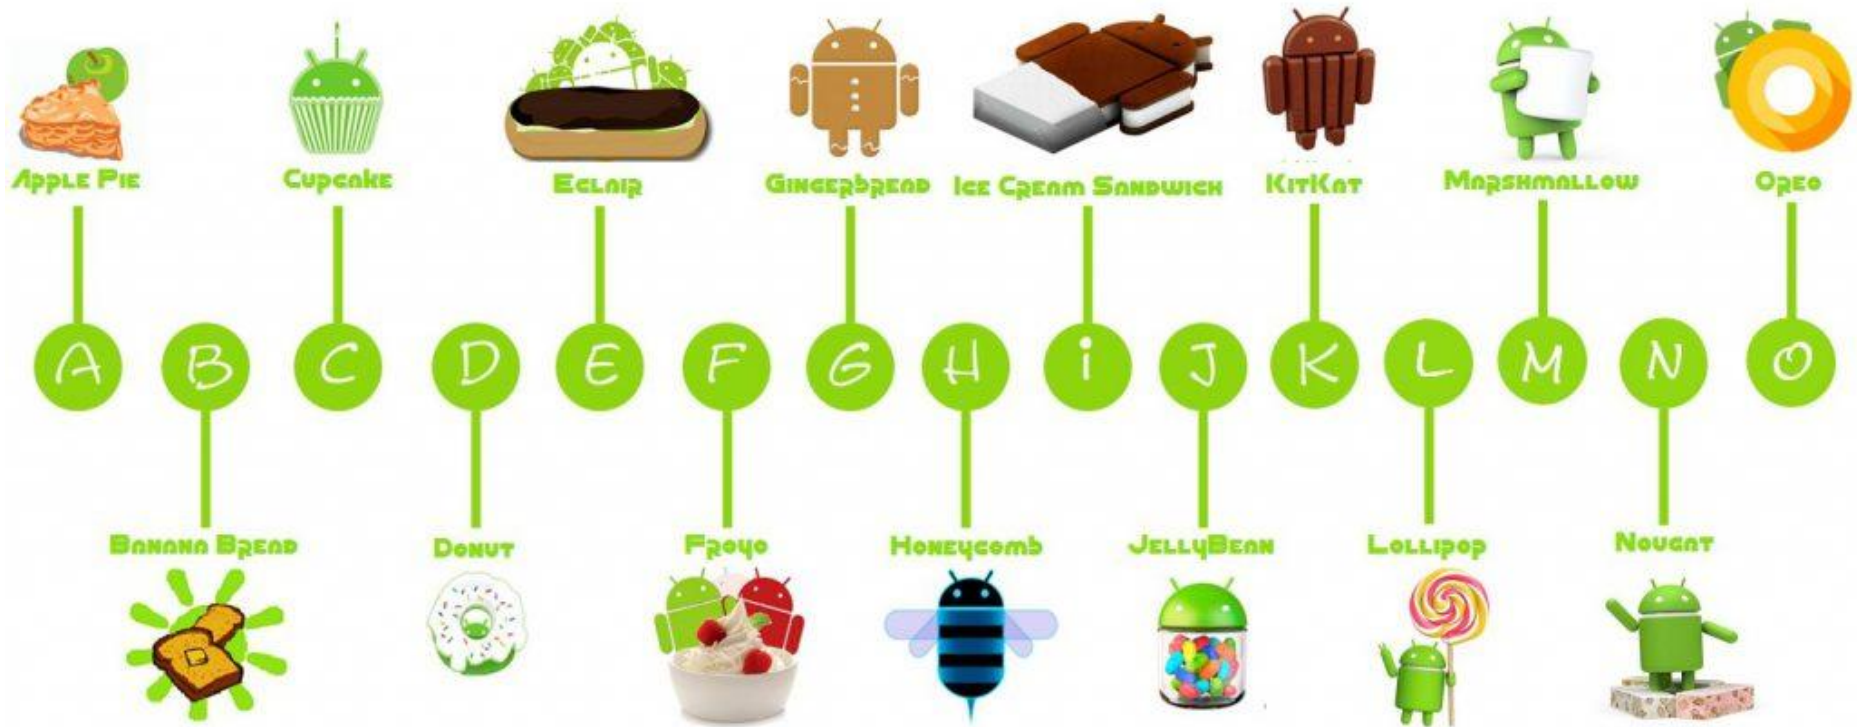 Apple Pie
Cupcake
Eclair
Gingerbread
Ice Cream Sandwich
KitKat
Marshmallow
Oreo
A
B
C
D
E
F
G
H
i
J
K
L
M
N
O
Banana Bread
Donut
Froyo
Honeycomb
JellyBean
Lollipop
Nougat